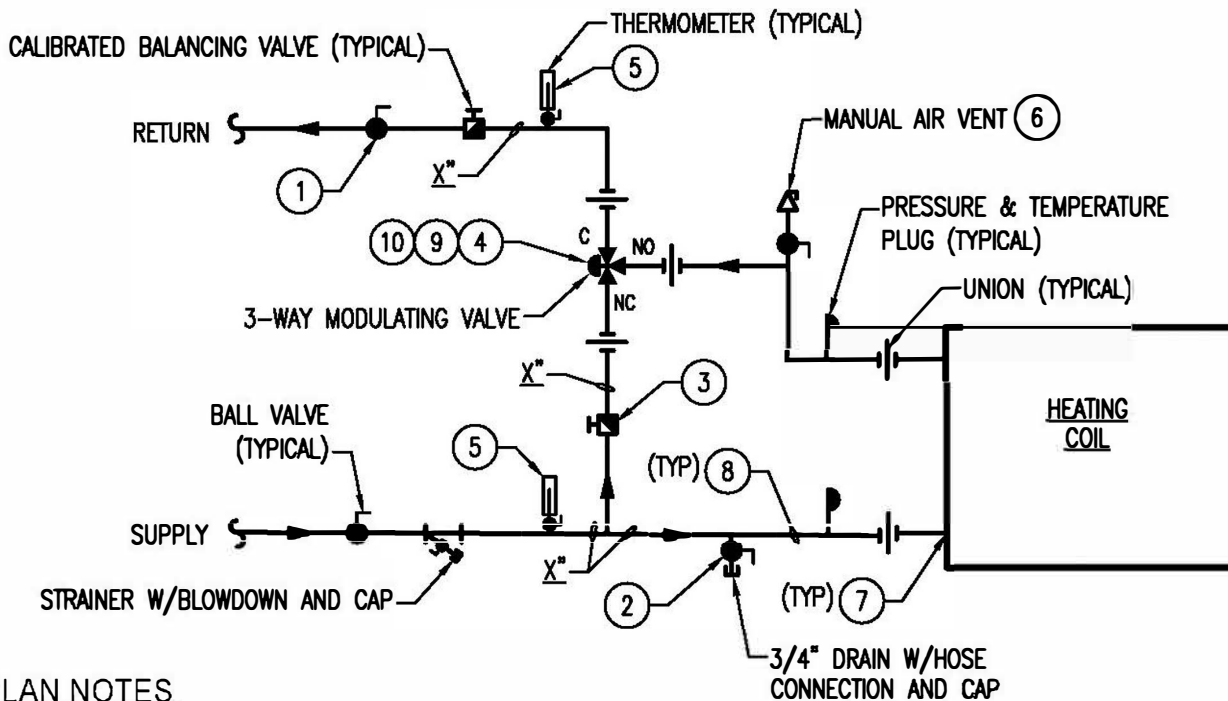 THERMOMETER (TYPICAL)
CALIBRATED BALANCING VALVE (TYPICAL)
5
RETURN
MANUAL AIR VENT 6
X"
1
PRESSURE & TEMPERATURE
PLUG (TYPICAL)
10 9 4
C
NO
NC
UNION (TYPICAL)
3-WAY MODULATING VALVE
X"
3
HEATING
COIL
BALL VALVE
(TYPICAL)
5
(TYP) 8
SUPPLY
X"
STRAINER W/BLOWDOWN AND CAP
2
(TYP) 7
3/4" DRAIN W/HOSE
CONNECTION AND CAP
LAN NOTES